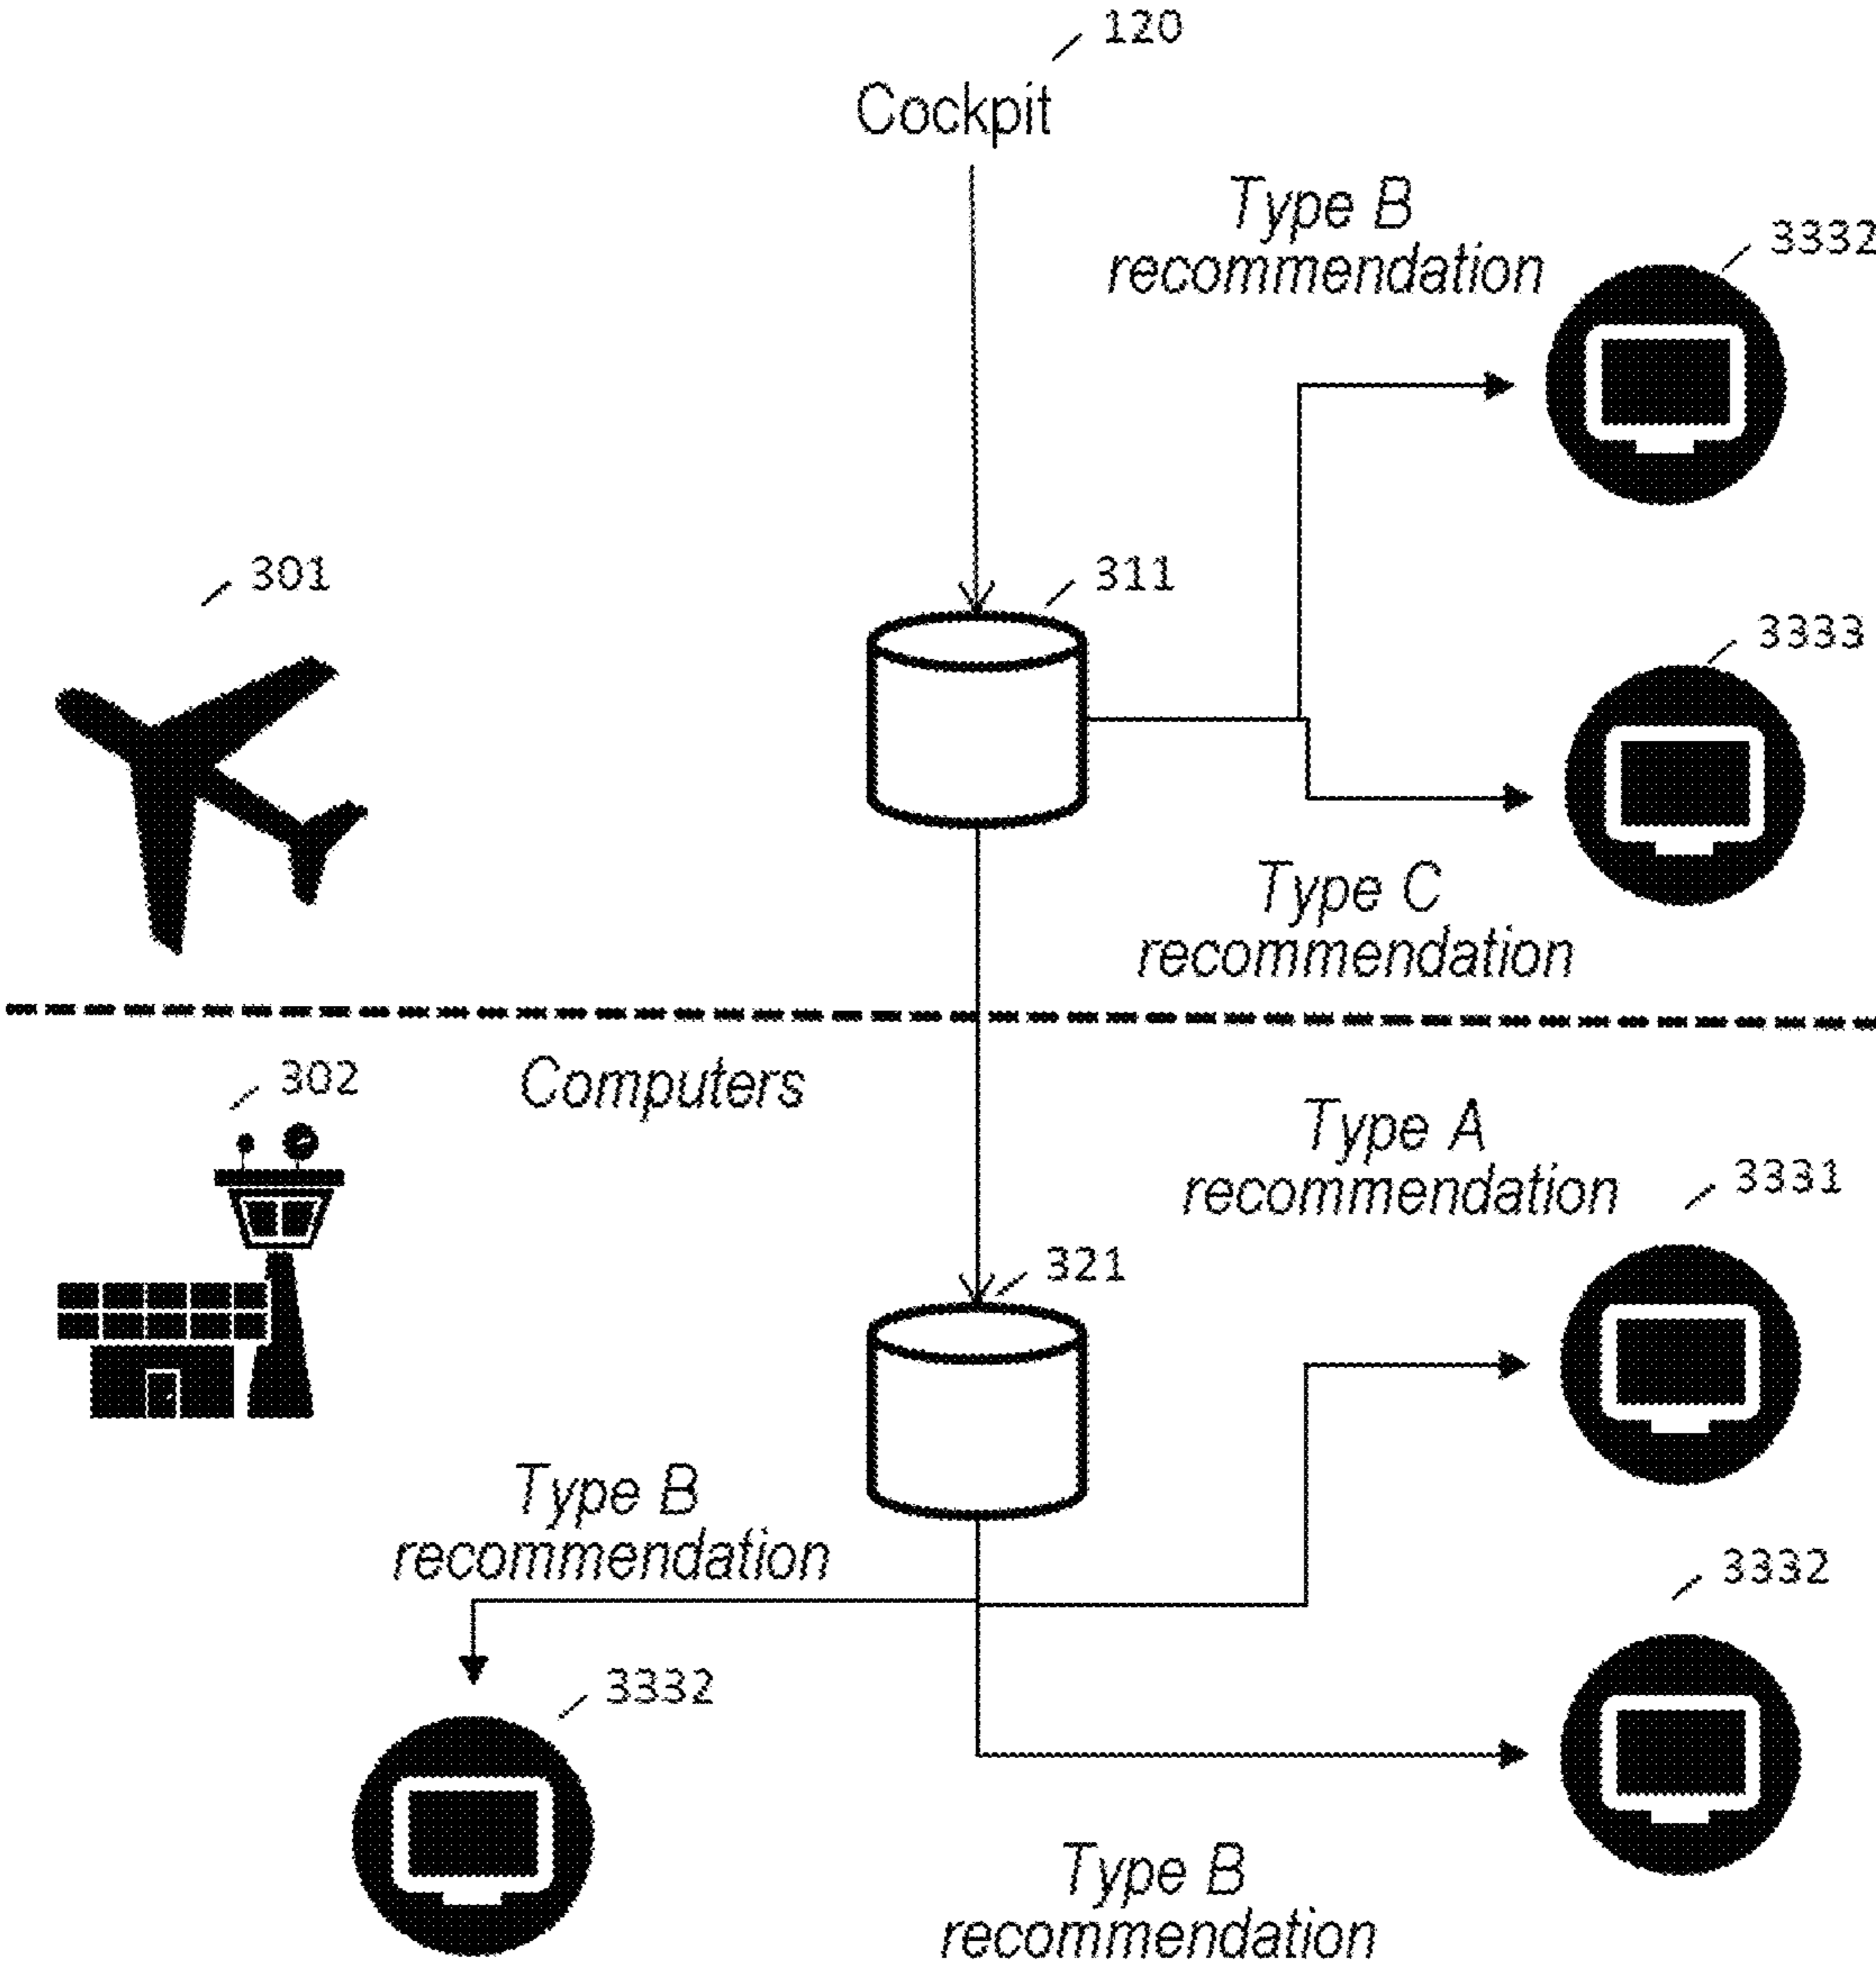 120
Cockpit
Type B
recommendation
3332
301
311
3333
Type C
recommendation
302
Computers
Type A
recommendation
3331
321
Type B
recommendation
3332
3332
Type B
recommendation